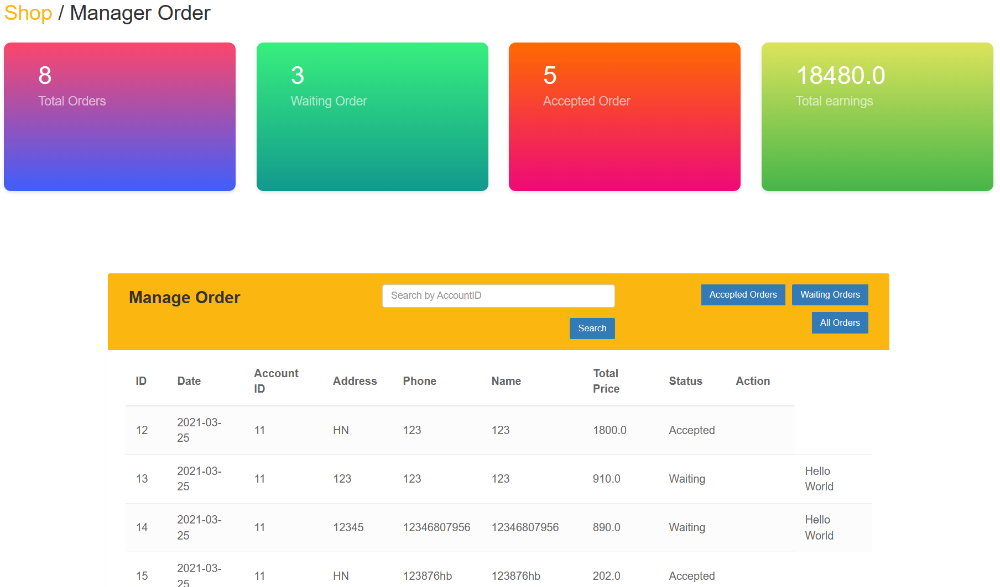 Shop / Manager Order
8
Total Orders
3
Waiting Order
5
Accepted Order
18480.0
Total earnings
Manage Order
Search by AccountID
Search
Accepted Orders
Waiting Orders
All Orders
ID Date Account ID Address Phone Name Total Price Status Action
12 2021-03-25 11 HN 123 123 1800.0 Accepted
13 2021-03-25 11 123 123 123 910.0 Waiting Hello World
14 2021-03-25 11 12345 12346807956 12346807956 890.0 Waiting Hello World
15 2021-03-25 11 HN 123876hb 123876hb 202.0 Accepted